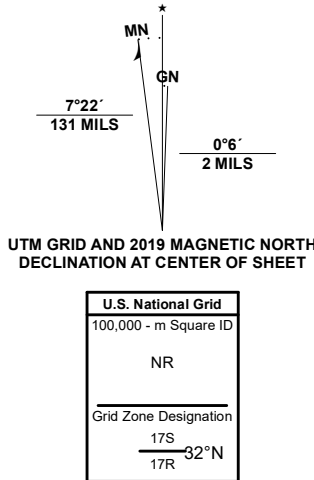 MN
GN
7°22´
131 MILS
0°6´
2 MILS
UTM GRID AND 2019 MAGNETIC NORTH
DECLINATION AT CENTER OF SHEET
U.S. National Grid
100,000 - m Square ID
NR
Grid Zone Designation
17S
32°N
17R